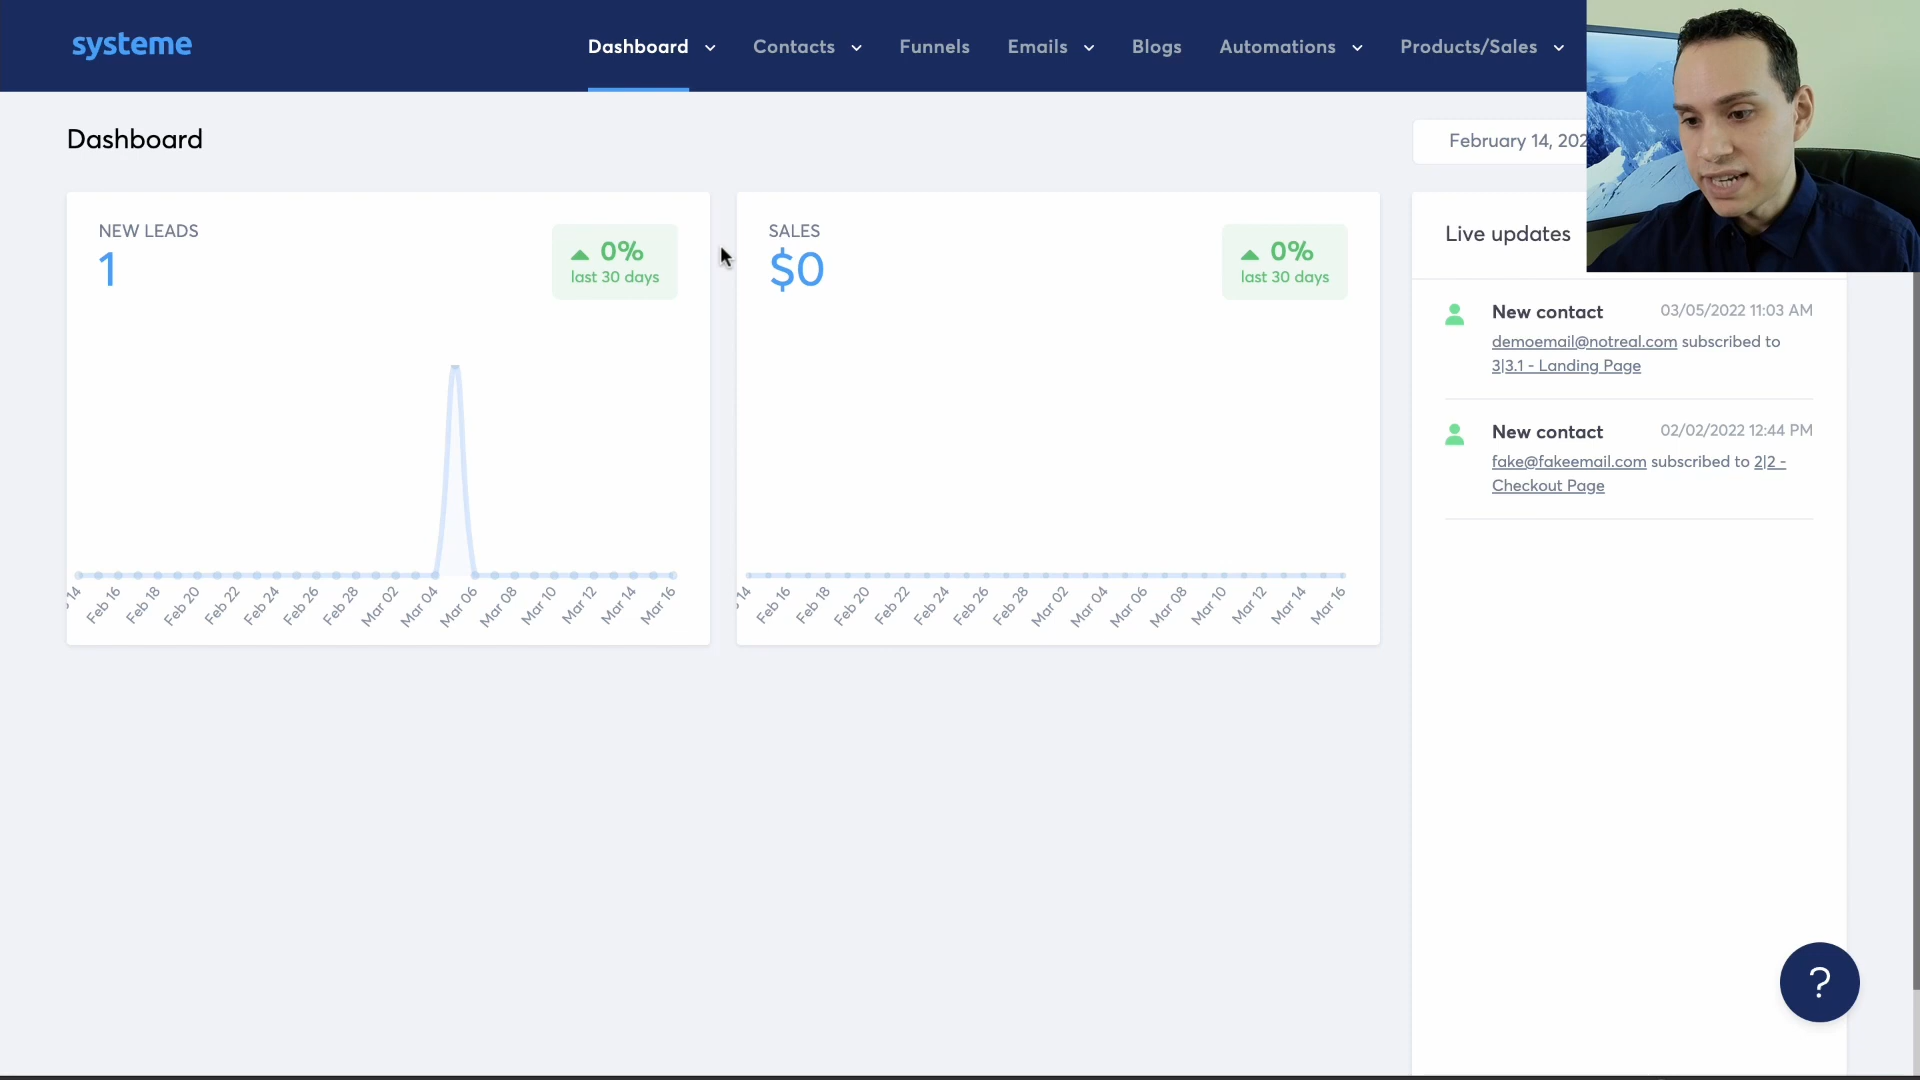 systeme
Dashboard
Contacts
Funnels
Emails
Blogs
Automations
Products/Sales
Dashboard
February 14, 202
NEW LEADS
1
0%
last 30 days
14
Feb 16
Feb 18
Feb 20
Feb 22
Feb 24
Feb 26
Feb 28
Mar 02
Mar 04
Mar 06
Mar 08
Mar 10
Mar 12
Mar 14
Mar 16
SALES
$0
0%
last 30 days
14
Feb 16
Feb 18
Feb 20
Feb 22
Feb 24
Feb 26
Feb 28
Mar 02
Mar 04
Mar 06
Mar 08
Mar 10
Mar 12
Mar 14
Mar 16
Live updates
New contact 03/05/2022 11:03 AM
demoemail@notreal.com subscribed to
3|3.1 - Landing Page
New contact 02/02/2022 12:44 PM
fake@fakeemail.com subscribed to 2|2 -
Checkout Page
?